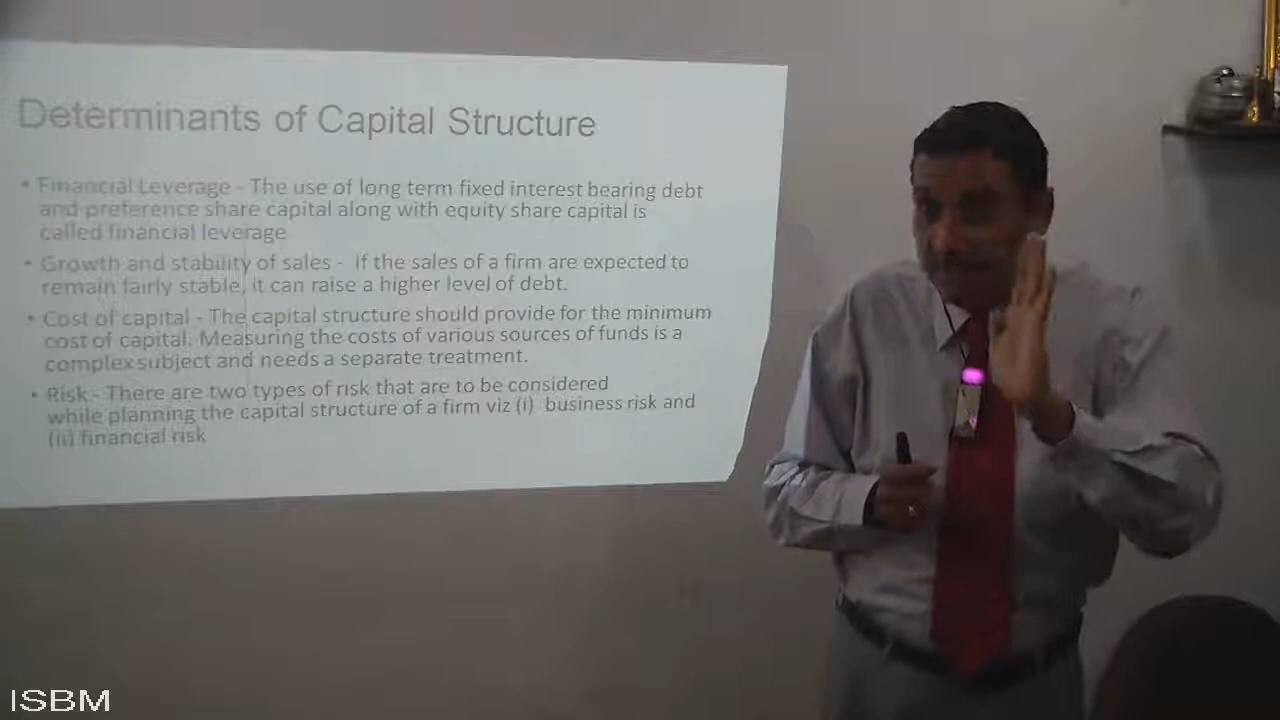 Determinants of Capital Structure
• Financial Leverage - The use of long term fixed interest bearing debt
and preference share capital along with equity share capital is
called financial leverage
• Growth and stability of sales - If the sales of a firm are expected to
remain fairly stable, it can raise a higher level of debt.
• Cost of capital - The capital structure should provide for the minimum
cost of capital. Measuring the costs of various sources of funds is a
complex subject and needs a separate treatment.
• Risk - There are two types of risk that are to be considered
while planning the capital structure of a firm viz (i) business risk and
(ii) financial risk
ISBM